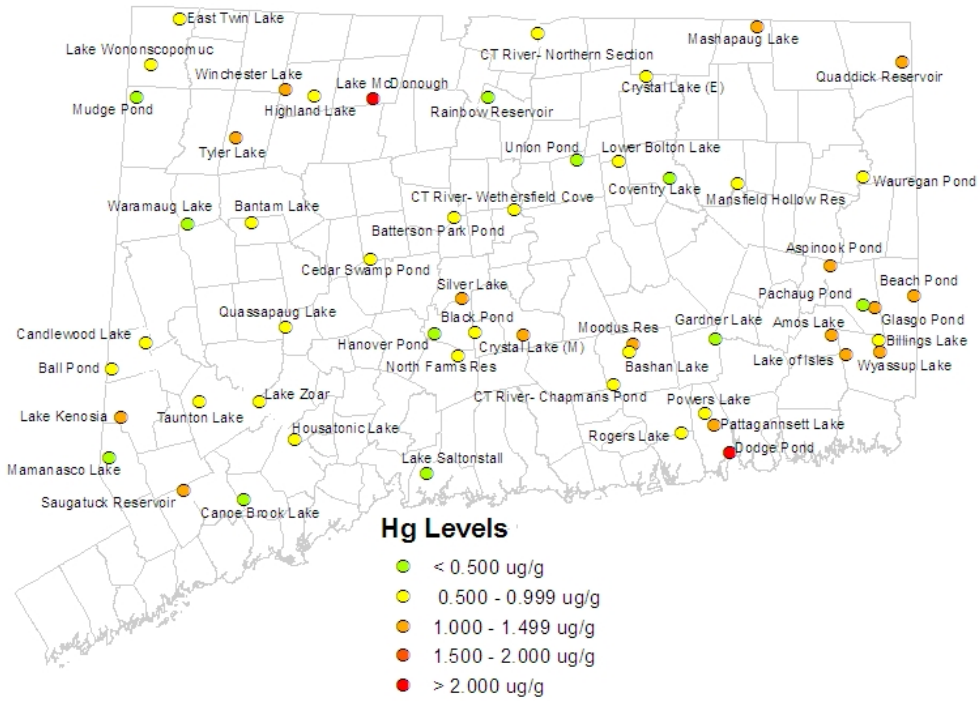 East Twin Lake
CT River- Northern Section
Mashapaug Lake
Lake Wononscopomuc
Quaddick Reservoir
Winchester Lake
Lake McDonough
Crystal Lake (E)
Mudge Pond
Highland Lake
Rainbow Reservoir
Tyler Lake
Union Pond
Lower Bolton Lake
Coventry Lake
Mansfield Hollow Res
Wauregan Pond
Waramaug Lake
Bantam Lake
CT River- Wethersfield Cove
Batterson Park Pond
Aspinook Pond
Cedar Swamp Pond
Silver Lake
Beach Pond
Pachaug Pond
Quassapaug Lake
Black Pond
Moodus Res
Gardner Lake
Amos Lake
Glasgo Pond
Candlewood Lake
Hanover Pond
Crystal Lake (M)
Billings Lake
Ball Pond
North Farms Res
Bashan Lake
Lake of Isles
Wyassup Lake
CT River- Chapmans Pond
Powers Lake
Lake Kenosia
Taunton Lake
Lake Zoar
Housatonic Lake
Rogers Lake
Pattagannsett Lake
Dodge Pond
Mamanasco Lake
Lake Saltonstall
Saugatuck Reservoir
Canoe Brook Lake
Hg Levels
< 0.500 ug/g
0.500 - 0.999 ug/g
1.000 - 1.499 ug/g
1.500 - 2.000 ug/g
> 2.000 ug/g